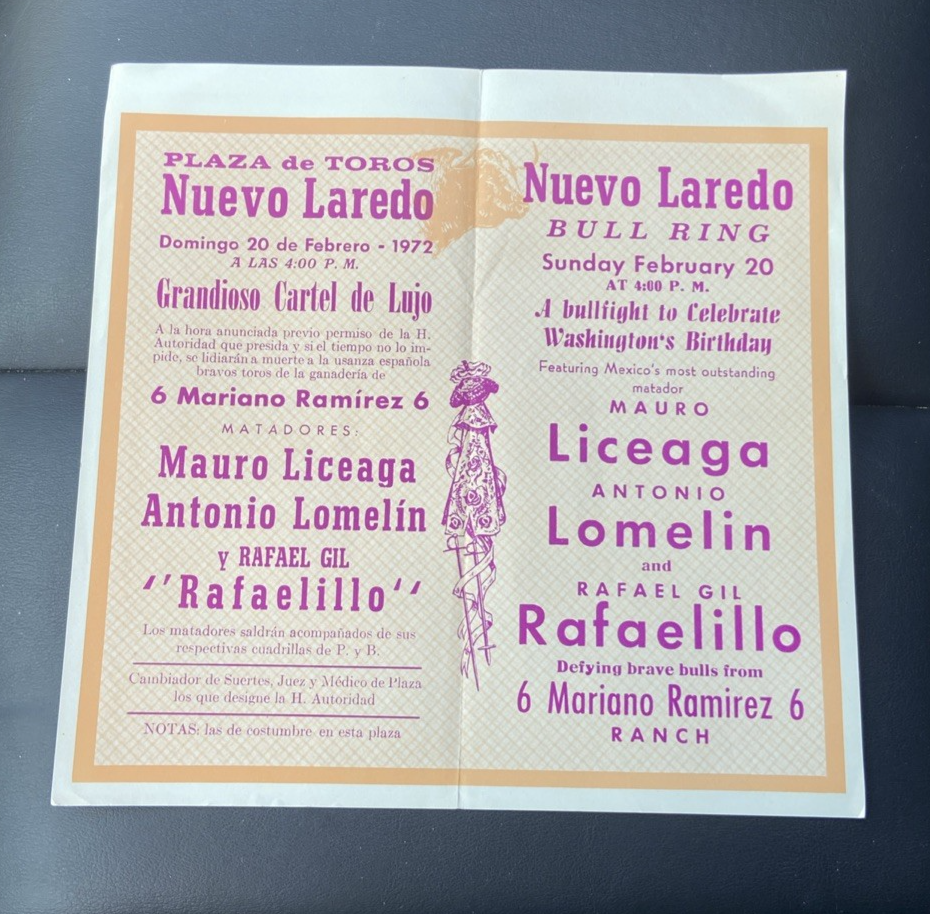 PLAZA de TOROS
Nuevo Laredo
Domingo 20 de Febrero - 1972
A LAS 4:00 P. M.
Grandioso Cartel de Lujo
A la hora anunciada previo permiso de la H.
Autoridad que presida y si el tiempo no lo im-
pide, se lidiarán a muerte a la usanza española
bravos toros de la ganadería de
6 Mariano Ramírez 6
MATADORES:
Mauro Liceaga
Antonio Lomelín
y RAFAEL GIL
''Rafaelillo''
Los matadores saldrán acompañados de sus
respectivas cuadrillas de P. y B.
Cambiador de Suertes, Juez y Médico de Plaza
los que designe la H. Autoridad
NOTAS: las de costumbre en esta plaza
Nuevo Laredo
BULL RING
Sunday February 20
AT 4:00 P. M.
A bullfight to Celebrate
Washington's Birthday
Featuring Mexico's most outstanding
matador
MAURO
Liceaga
ANTONIO
Lomelin
and
RAFAEL GIL
Rafaelillo
Defying brave bulls from
6 Mariano Ramirez 6
RANCH